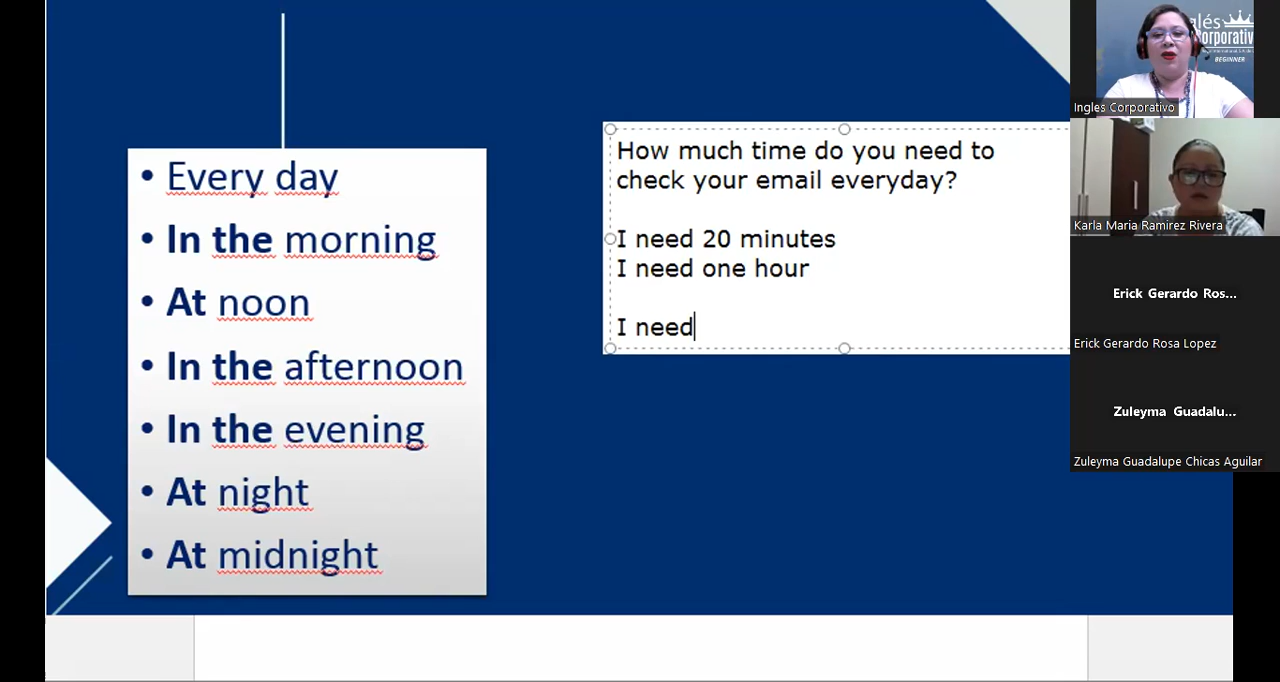 • Every day
• In the morning
• At noon
• In the afternoon
• In the evening
• At night
• At midnight
How much time do you need to
check your email everyday?
I need 20 minutes
I need one hour
I need
Corporativ
BEGINNER
Ingles Corporativo
Karla Maria Ramirez Rivera
Erick Gerardo Ros...
Erick Gerardo Rosa Lopez
Zuleyma Guadalu...
Zuleyma Guadalupe Chicas Aguilar